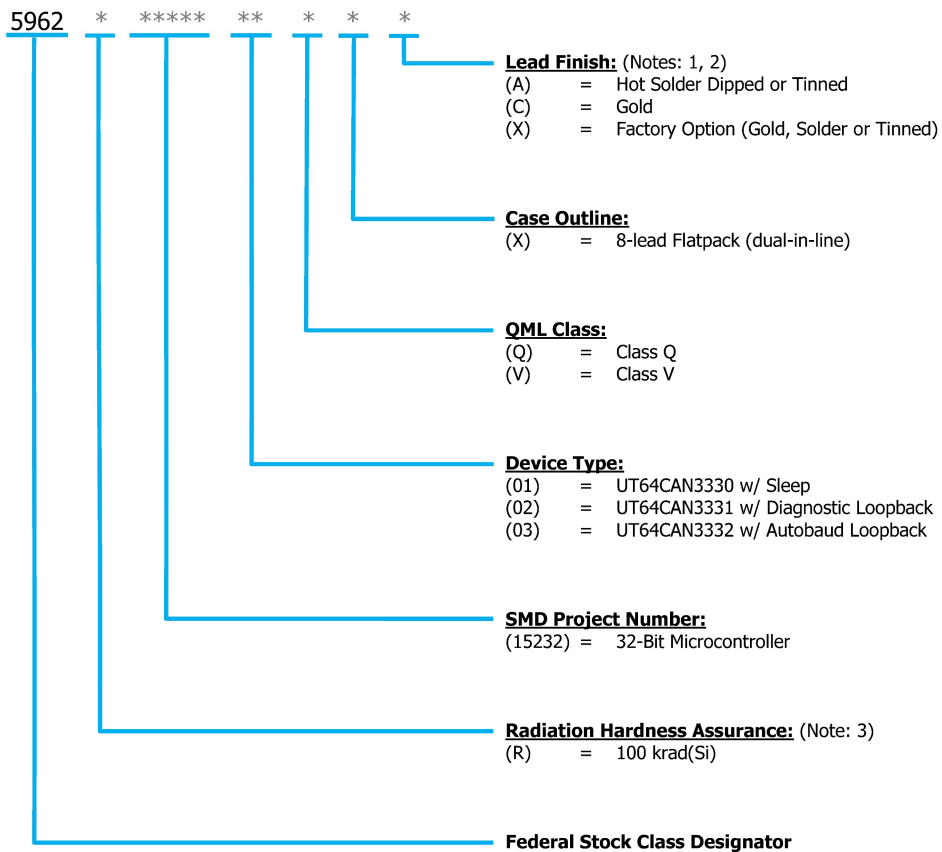 5962 * ***** ** * * *
Lead Finish: (Notes: 1, 2)
(A) = Hot Solder Dipped or Tinned
(C) = Gold
(X) = Factory Option (Gold, Solder or Tinned)
Case Outline:
(X) = 8-lead Flatpack (dual-in-line)
QML Class:
(Q) = Class Q
(V) = Class V
Device Type:
(01) = UT64CAN3330 w/ Sleep
(02) = UT64CAN3331 w/ Diagnostic Loopback
(03) = UT64CAN3332 w/ Autobaud Loopback
SMD Project Number:
(15232) = 32-Bit Microcontroller
Radiation Hardness Assurance: (Note: 3)
(R) = 100 krad(Si)
Federal Stock Class Designator